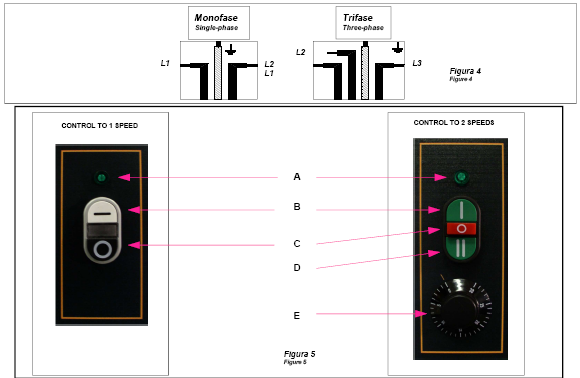 Monofase
Single-phase
Trifase
Three-phase
L1
L2
L1
L2
L3
Figura 4
Figure 4
CONTROL TO 1 SPEED
CONTROL TO 2 SPEEDS
A
B
C
D
E
Figura 5
Figure 5